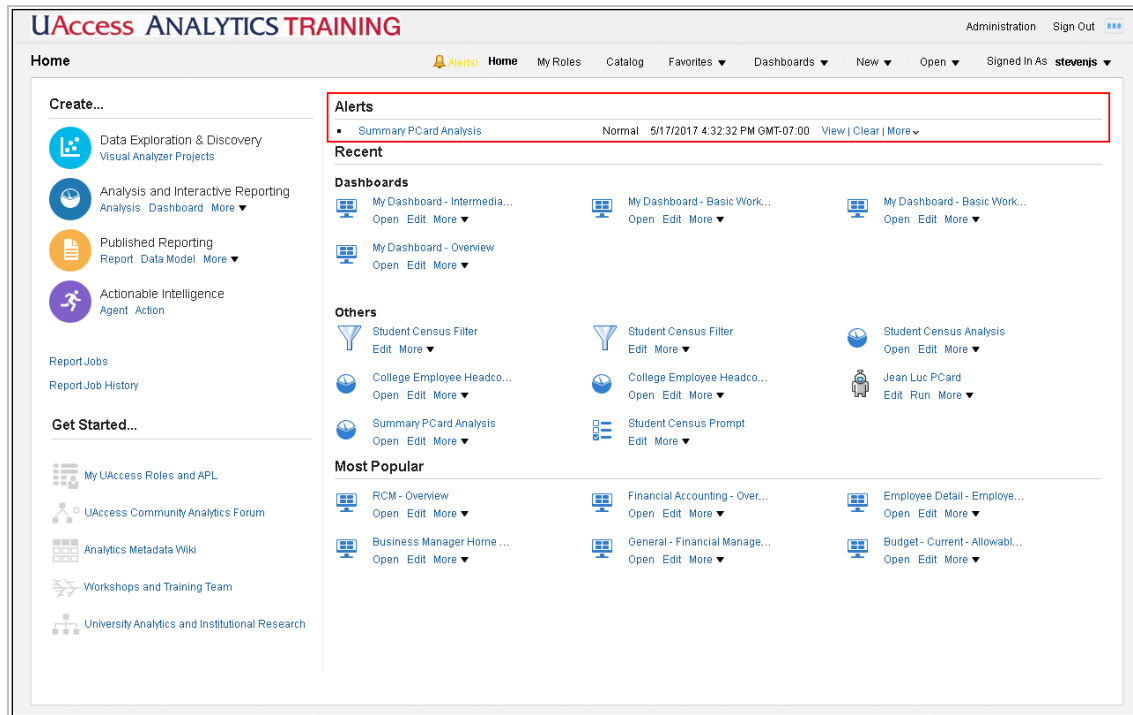 UAccess ANALYTICS TRAINING
Administration Sign Out
Home
Alerts! Home My Roles Catalog Favorites Dashboards New Open Signed In As stevenjs
Create...
Data Exploration & Discovery
Visual Analyzer Projects
Analysis and Interactive Reporting
Analysis Dashboard More
Published Reporting
Report Data Model More
Actionable Intelligence
Agent Action
Report Jobs
Report Job History
Get Started...
My UAccess Roles and APL
UAccess Community Analytics Forum
Analytics Metadata Wiki
Workshops and Training Team
University Analytics and Institutional Research
Alerts
Summary PCard Analysis Normal 5/17/2017 4:32:32 PM GMT-07:00 View | Clear | More
Recent
Dashboards
My Dashboard - Intermedia... My Dashboard - Basic Work... My Dashboard - Basic Work...
Open Edit More Open Edit More Open Edit More
My Dashboard - Overview
Open Edit More
Others
Student Census Filter Student Census Filter Student Census Analysis
Edit More Edit More Open Edit More
College Employee Headco... College Employee Headco... Jean Luc PCard
Open Edit More Open Edit More Edit Run More
Summary PCard Analysis Student Census Prompt
Open Edit More Edit More
Most Popular
RCM - Overview Financial Accounting - Over... Employee Detail - Employe...
Open Edit More Open Edit More Open Edit More
Business Manager Home ... General - Financial Manage... Budget - Current - Allowabl...
Open Edit More Open Edit More Open Edit More